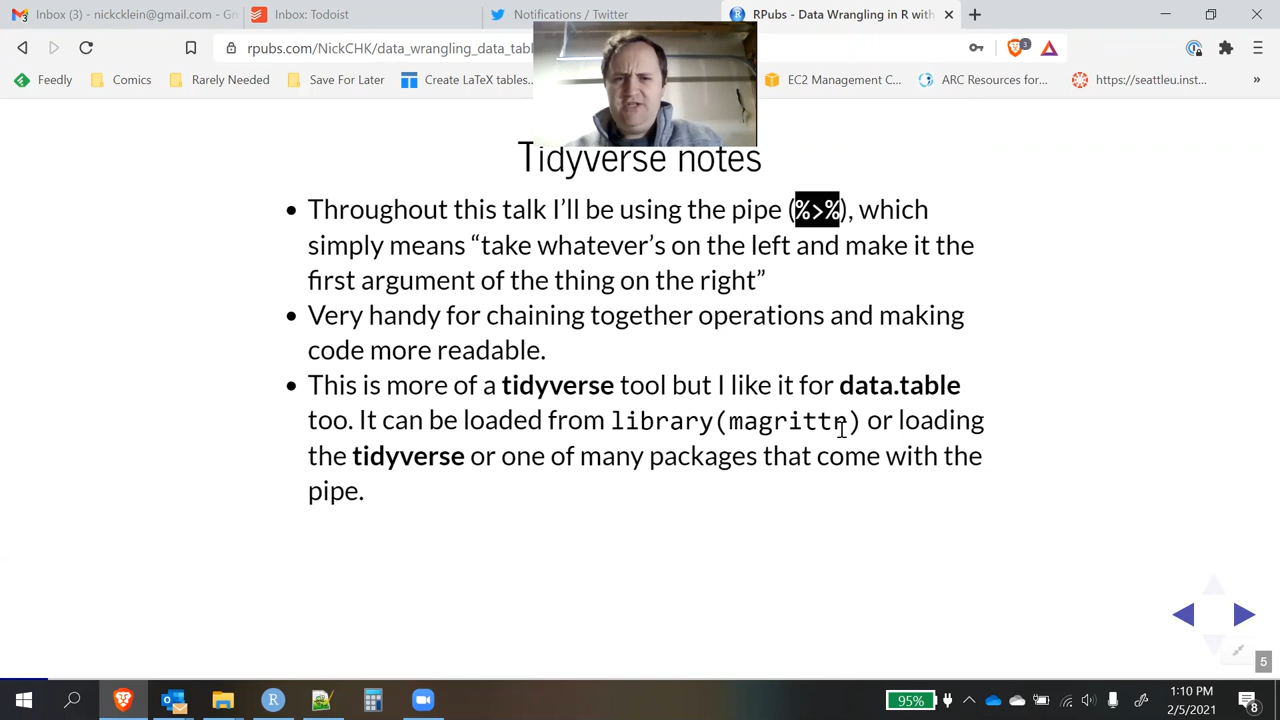 Inbox (3) - nickcklein@gmail.com - G
Inbox: Todoist
Notifications / Twitter
RPubs - Data Wrangling in R with
rpubs.com/NickCHK/data_wrangling_data_tab
3
Feedly
Comics
Rarely Needed
Save For Later
Create LaTeX tables...
EC2 Management C...
ARC Resources for...
https://seattleu.inst...
»
Tidyverse notes
• Throughout this talk I’ll be using the pipe (%>%), which
simply means “take whatever’s on the left and make it the
first argument of the thing on the right”
• Very handy for chaining together operations and making
code more readable.
• This is more of a tidyverse tool but I like it for data.table
too. It can be loaded from library(magrittr) or loading
the tidyverse or one of many packages that come with the
pipe.
5
95%
1:10 PM
2/5/2021
8